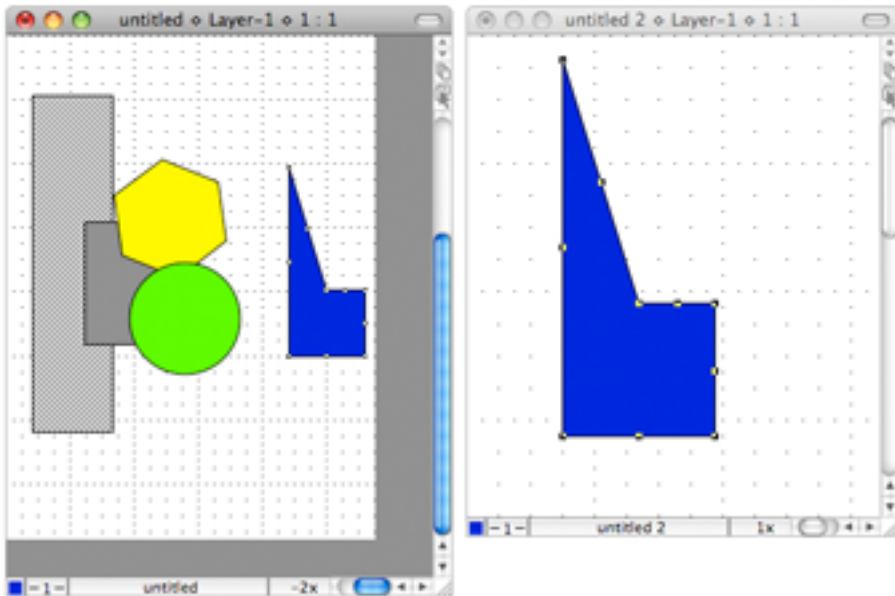 untitled ⋄ Layer-1 ⋄ 1 : 1
untitled 2 ⋄ Layer-1 ⋄ 1 : 1
-1- untitled -2x
-1- untitled 2 1x